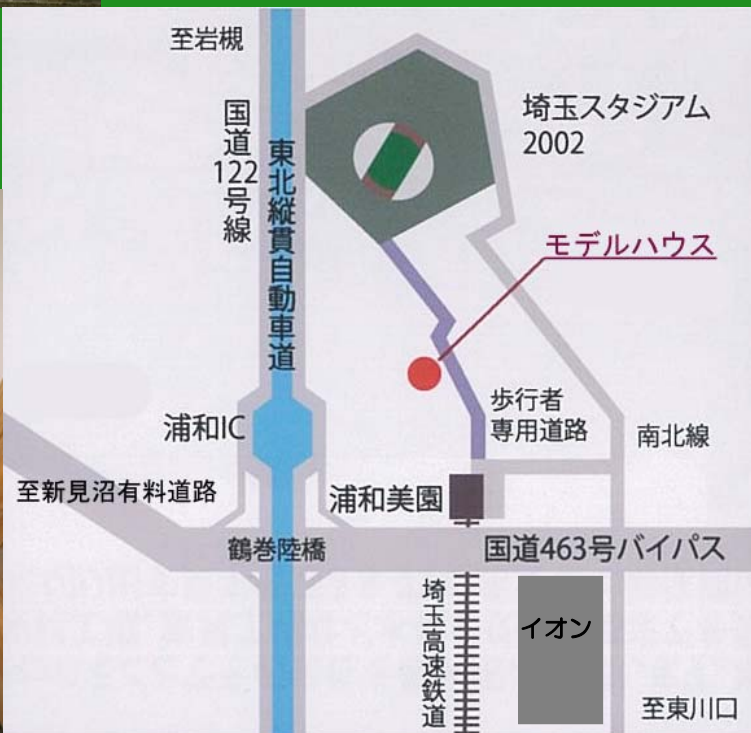 至岩槻
国道122号線
東北縦貫自動車道
埼玉スタジアム
2002
モデルハウス
歩行者
専用道路
南北線
浦和IC
至新見沼有料道路
浦和美園
鶴巻陸橋
国道463号バイパス
埼玉高速鉄道
イオン
至東川口